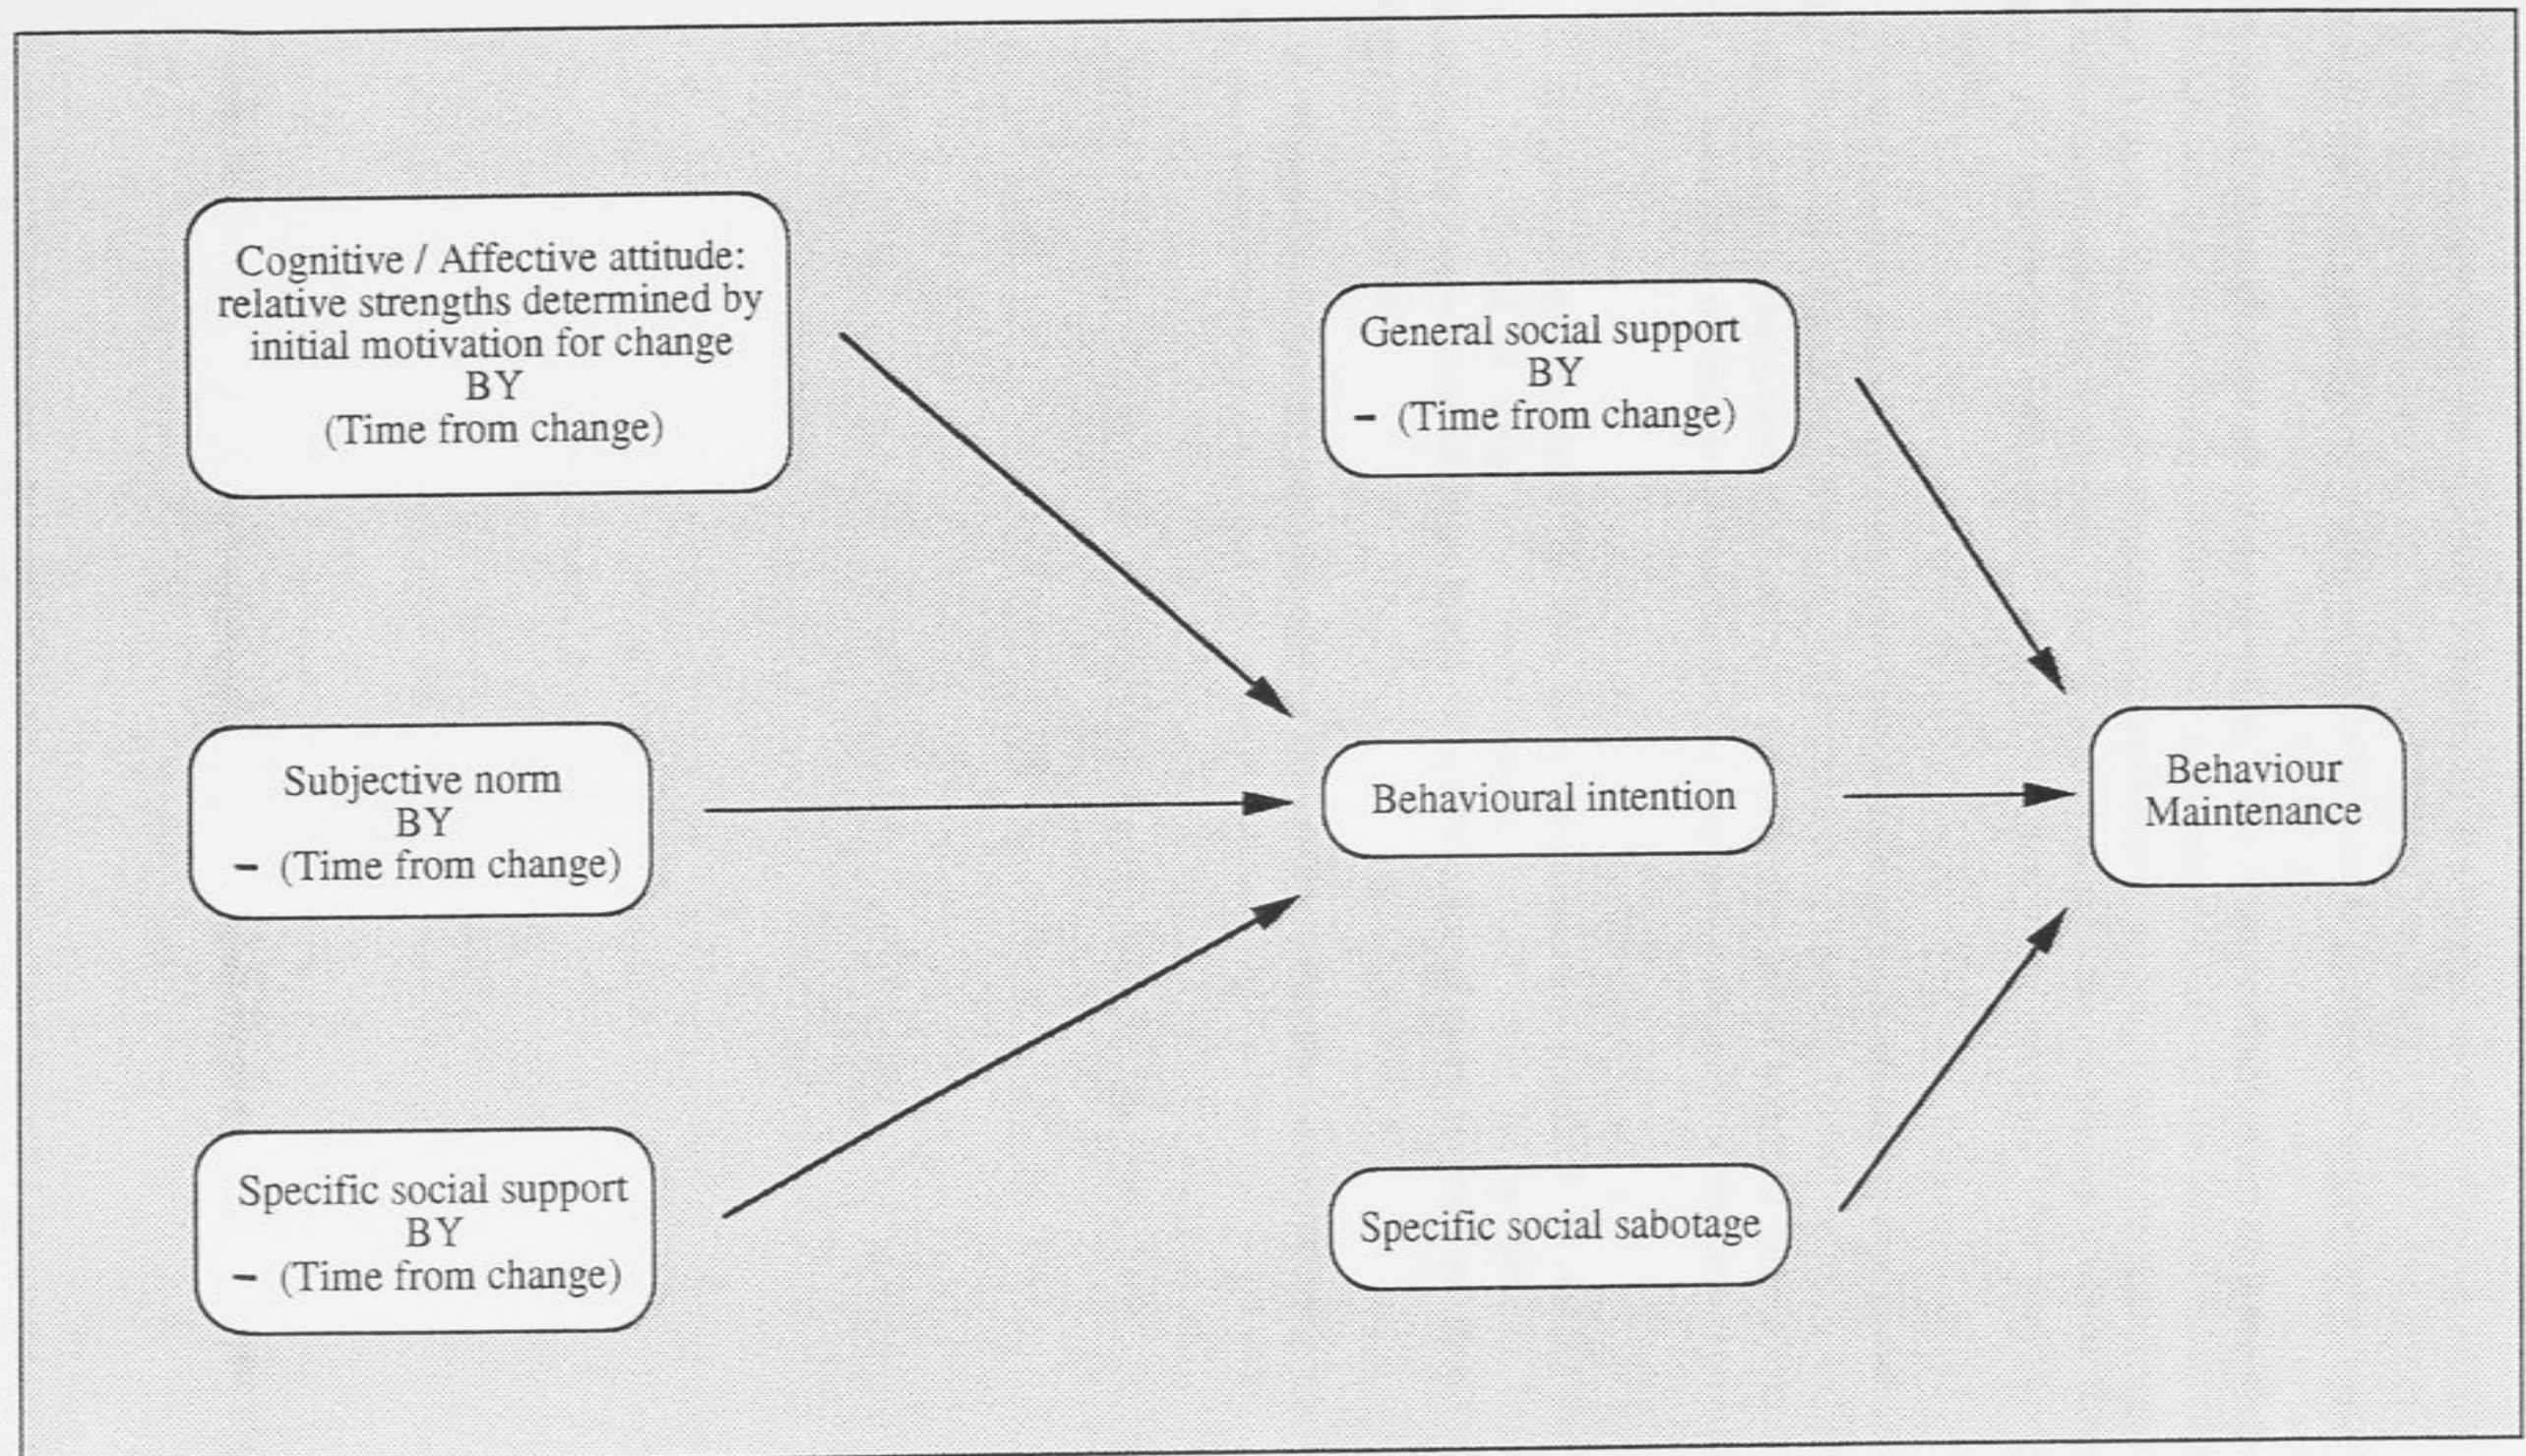 Cognitive / Affective attitude:
relative strengths determined by
initial motivation for change
BY
(Time from change)
General social support
BY
– (Time from change)
Subjective norm
BY
– (Time from change)
Behavioural intention
Behaviour
Maintenance
Specific social support
BY
– (Time from change)
Specific social sabotage